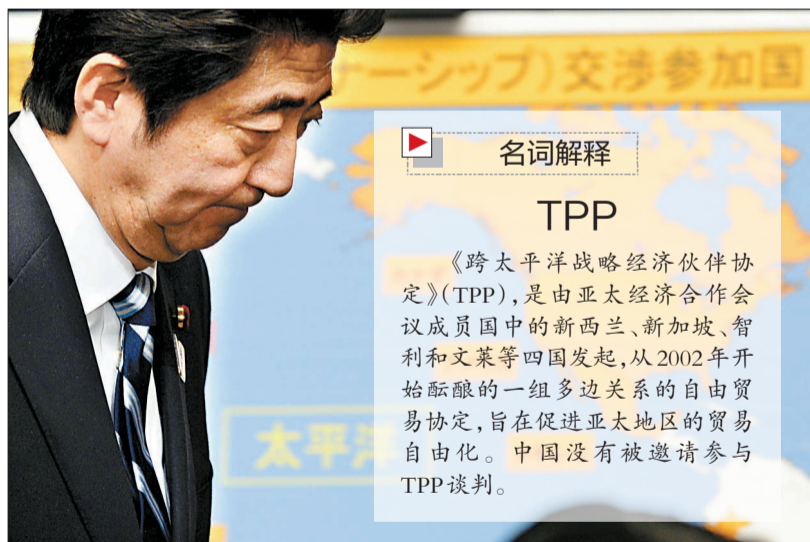 ナーシップ）交渉参加国
名词解释
TPP
《跨太平洋战略经济伙伴协
定》(TPP)，是由亚太经济合作会
议成员国中的新西兰、新加坡、智
利和文莱等四国发起，从2002年开
始酝酿的一组多边关系的自由贸
易协定，旨在促进亚太地区的贸易
自由化。中国没有被邀请参与
TPP谈判。
太平洋